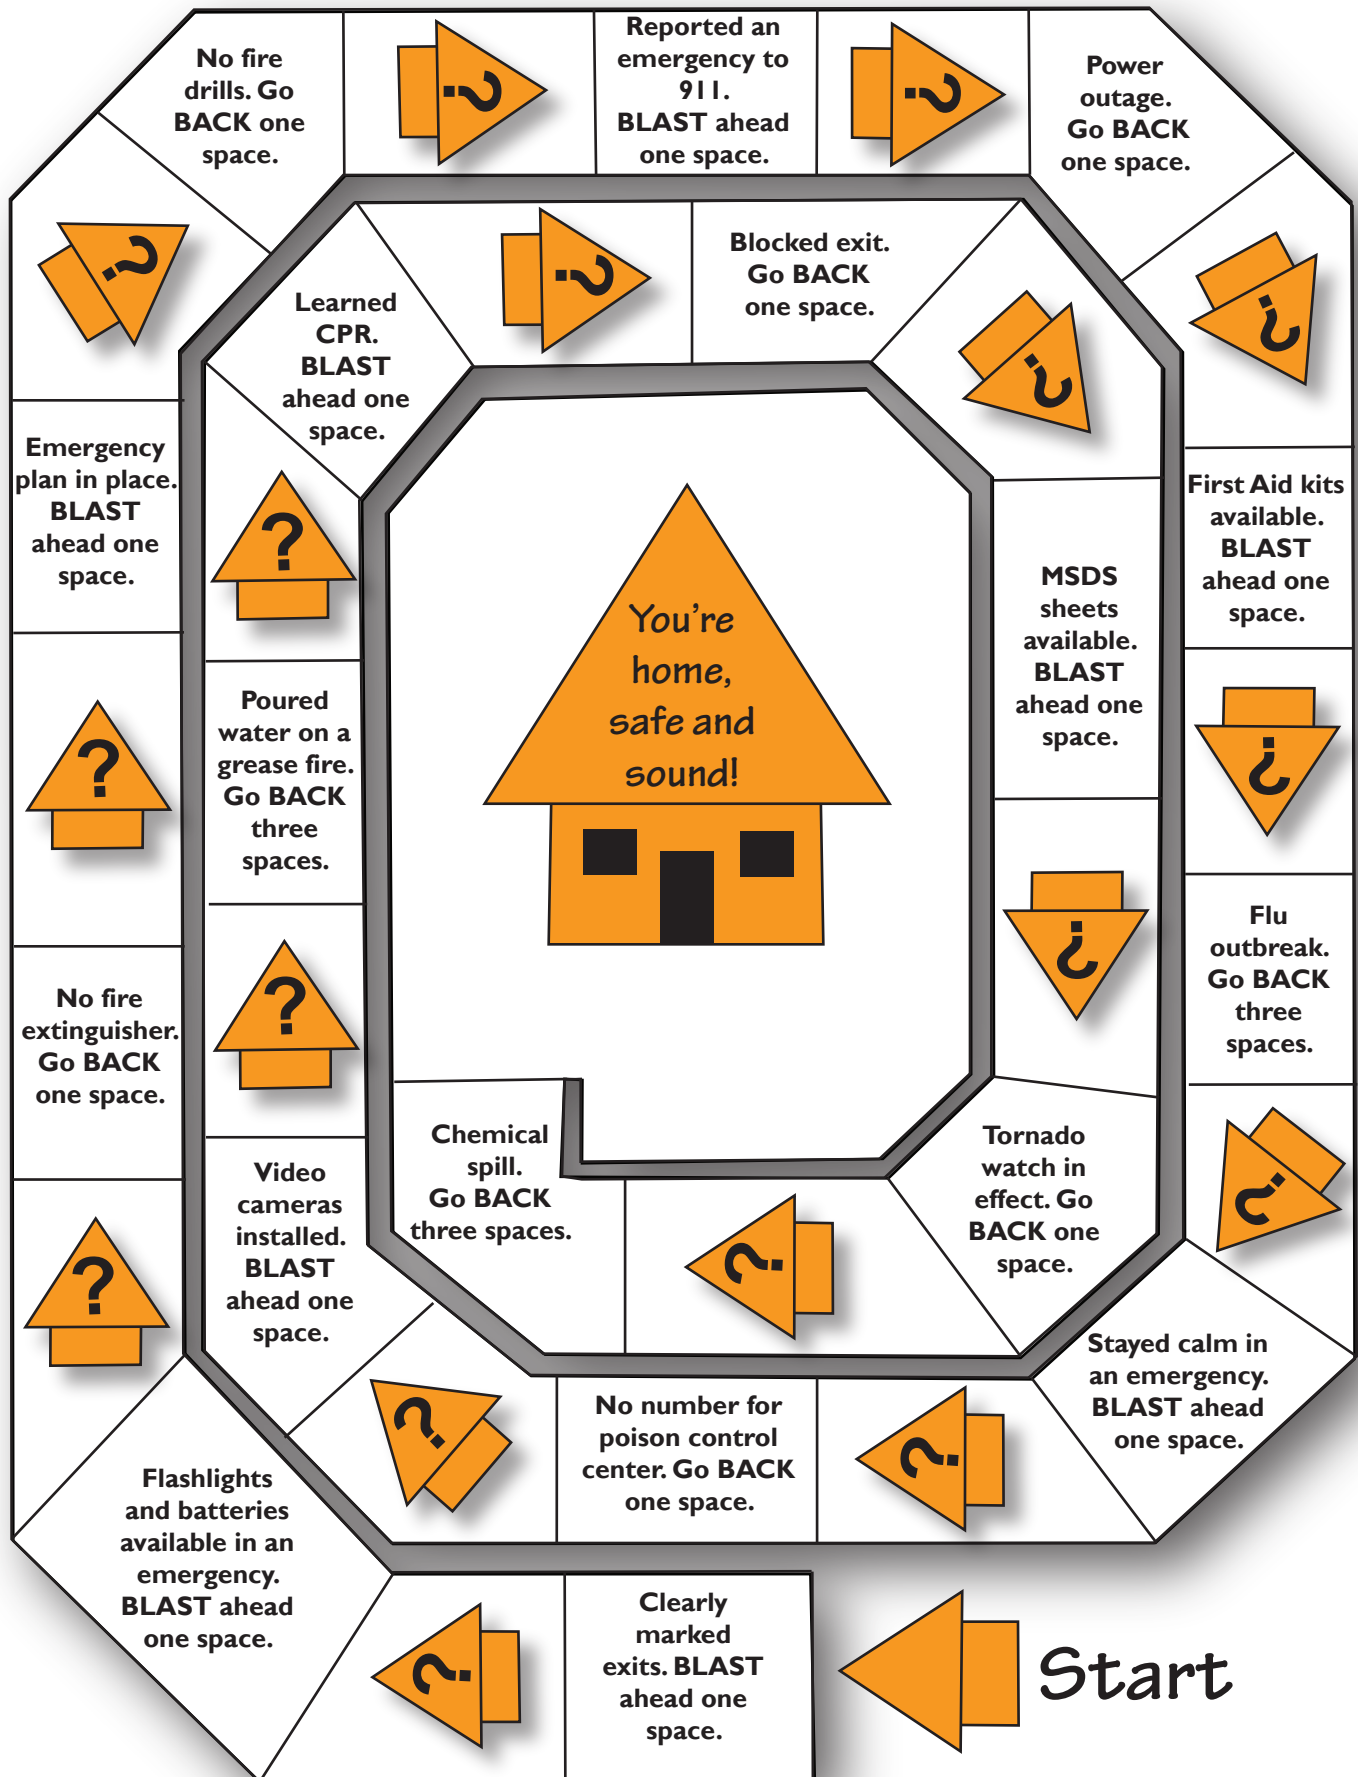 Start
Clearly
marked
exits. BLAST
ahead one
space.
?
Flashlights
and batteries
available in an
emergency.
BLAST ahead
one space.
?
No fire
extinguisher.
Go BACK
one space.
?
Emergency
plan in place.
BLAST
ahead one
space.
?
No fire
drills. Go
BACK one
space.
?
Reported an
emergency to
911.
BLAST ahead
one space.
?
Power
outage.
Go BACK
one space.
?
First Aid kits
available.
BLAST
ahead one
space.
?
Flu
outbreak.
Go BACK
three
spaces.
?
Stayed calm in
an emergency.
BLAST ahead
one space.
?
No number for
poison control
center. Go BACK
one space.
?
Video
cameras
installed.
BLAST
ahead one
space.
?
Poured
water on a
grease fire.
Go BACK
three
spaces.
?
Learned
CPR.
BLAST
ahead one
space.
?
Blocked exit.
Go BACK
one space.
?
MSDS
sheets
available.
BLAST
ahead one
space.
?
Tornado
watch in
effect. Go
BACK one
space.
?
Chemical
spill.
Go BACK
three spaces.
You're
home,
safe and
sound!